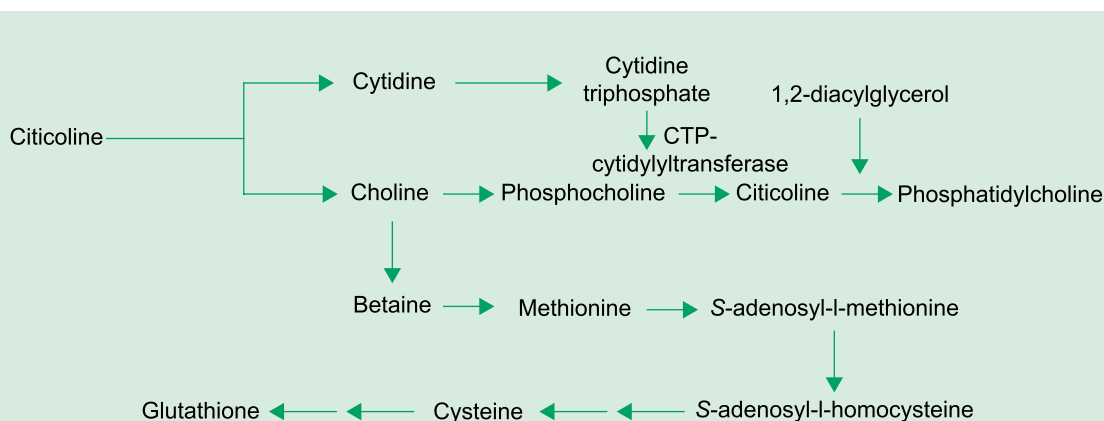 Cytidine
Cytidine
triphosphate
1,2-diacylglycerol
Citicoline
CTP-
cytidylyltransferase
Choline
Phosphocholine
Citicoline
Phosphatidylcholine
Betaine
Methionine
S-adenosyl-l-methionine
Glutathione
Cysteine
S-adenosyl-l-homocysteine